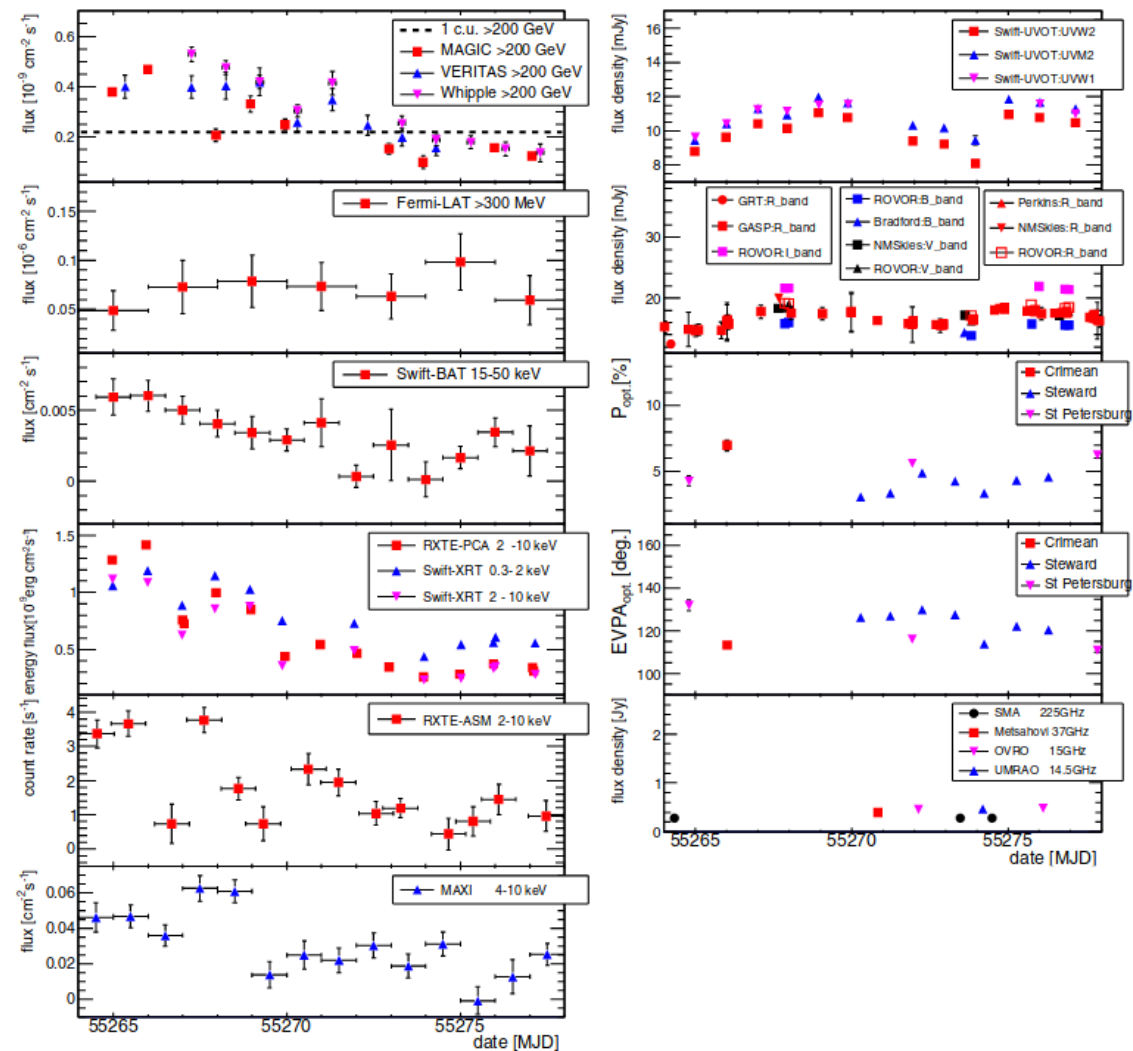 flux [10⁻⁹ cm⁻² s⁻¹]
0.6
0.4
0.2
1 c.u. >200 GeV
MAGIC >200 GeV
VERITAS >200 GeV
Whipple >200 GeV
flux [10⁻⁶ cm⁻² s⁻¹]
0.15
0.1
0.05
Fermi-LAT >300 MeV
flux [cm⁻² s⁻¹]
0.005
0
Swift-BAT 15-50 keV
energy flux[10⁻⁹erg cm⁻²s⁻¹]
1.5
1
0.5
RXTE-PCA 2 -10 keV
Swift-XRT 0.3- 2 keV
Swift-XRT 2 - 10 keV
count rate [s⁻¹]
4
3
2
1
0
RXTE-ASM 2-10 keV
flux [cm⁻²s⁻¹]
0.06
0.04
0.02
0
MAXI 4-10 keV
55265
55270
55275
date [MJD]
flux density [mJy]
16
14
12
10
8
Swift-UVOT:UVW2
Swift-UVOT:UVM2
Swift-UVOT:UVW1
flux density [mJy]
30
20
GRT:R_band
GASP:R_band
ROVOR:I_band
ROVOR:B_band
Bradford:B_band
NMSkies:V_band
ROVOR:V_band
Perkins:R_band
NMSkies:R_band
ROVOR:R_band
P opt.[%]
10
5
Crimean
Steward
St Petersburg
EVPA opt. [deg.]
160
140
120
100
Crimean
Steward
St Petersburg
flux density [Jy]
2
1
0
SMA 225GHz
Metsahovi 37GHz
OVRO 15GHz
UMRAO 14.5GHz
55265
55270
55275
date [MJD]